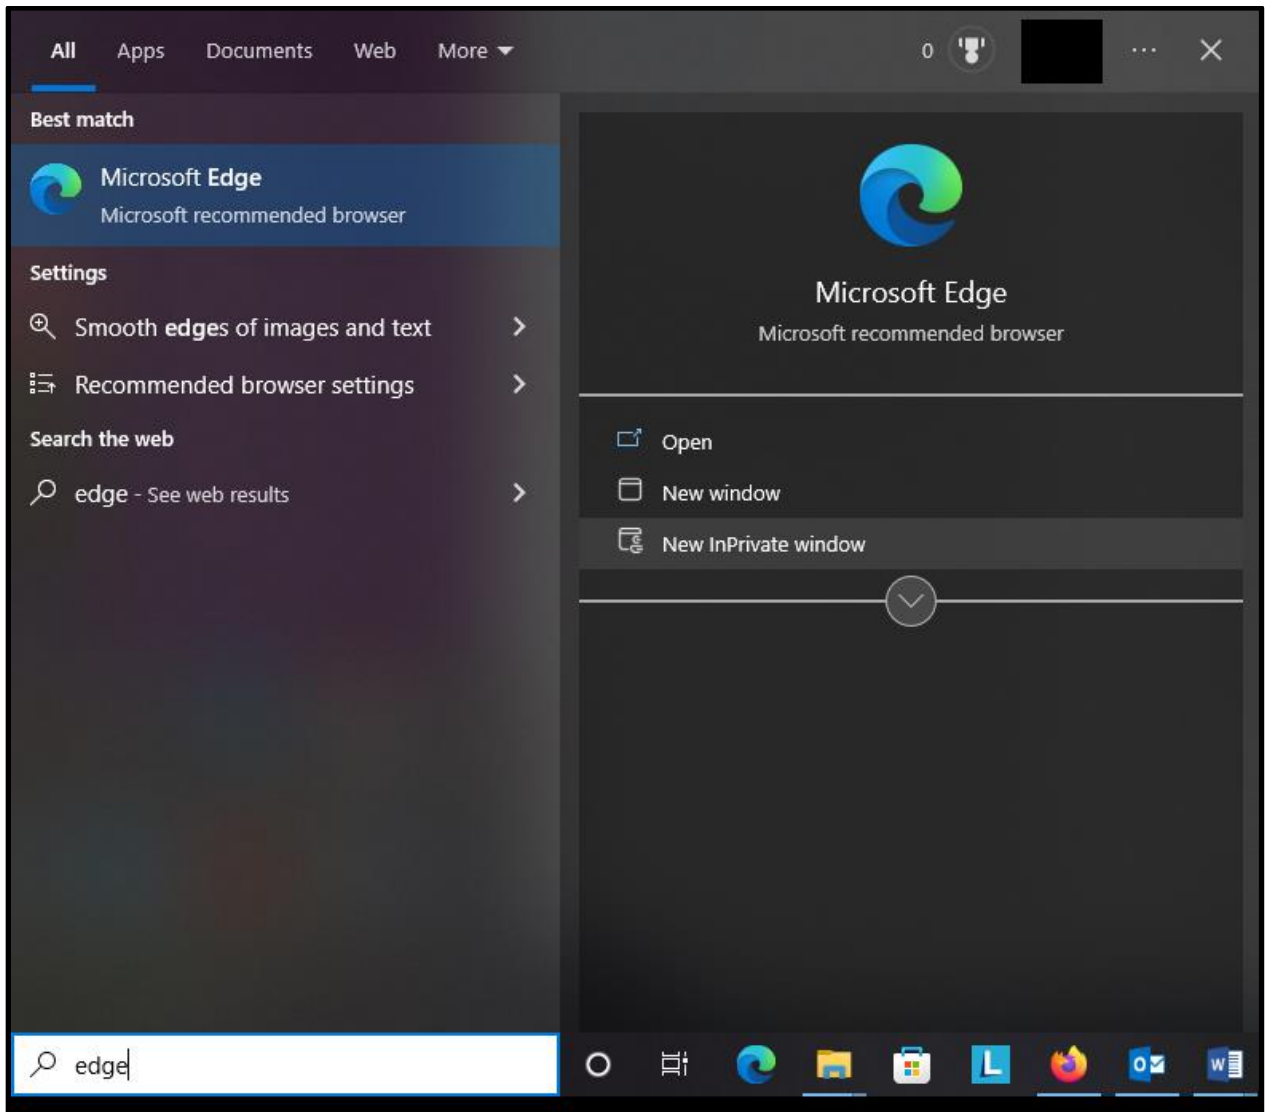 All Apps Documents Web More 0 ...
Best match
Microsoft Edge
Microsoft recommended browser
Settings
Smooth edges of images and text
Recommended browser settings
Search the web
edge - See web results
Microsoft Edge
Microsoft recommended browser
Open
New window
New InPrivate window
edge
L
O
W